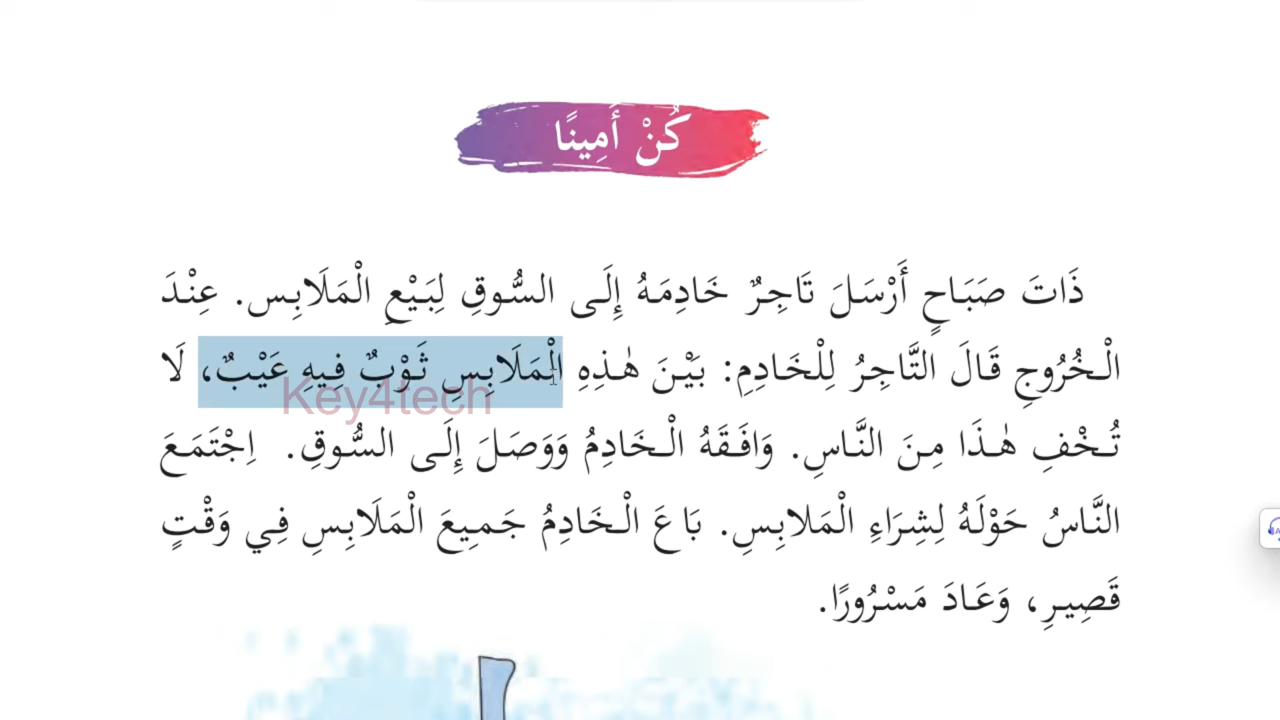 كُنْ أَمِينًا
ذَاتَ صَبَاحٍ أَرْسَلَ تَاجِرٌ خَادِمَهُ إِلَى السُّوقِ لِبَيْعِ الْمَلَابِس. عِنْدَ
الْخُرُوجِ قَالَ التَّاجِرُ لِلْخَادِمِ: بَيْنَ هٰذِهِ الْمَلَابِسِ ثَوْبٌ فِيهِ عَيْبٌ، لَا
Key4tech
تُخْفِ هٰذَا مِنَ النَّاسِ. وَافَقَهُ الْخَادِمُ وَوَصَلَ إِلَى السُّوقِ. اِجْتَمَعَ
النَّاسُ حَوْلَهُ لِشِرَاءِ الْمَلابِسِ. بَاعَ الْخَادِمُ جَمِيعَ الْمَلَابِسِ فِي وَقْتٍ
قَصِيرِ، وَعَادَ مَسْرُورًا.